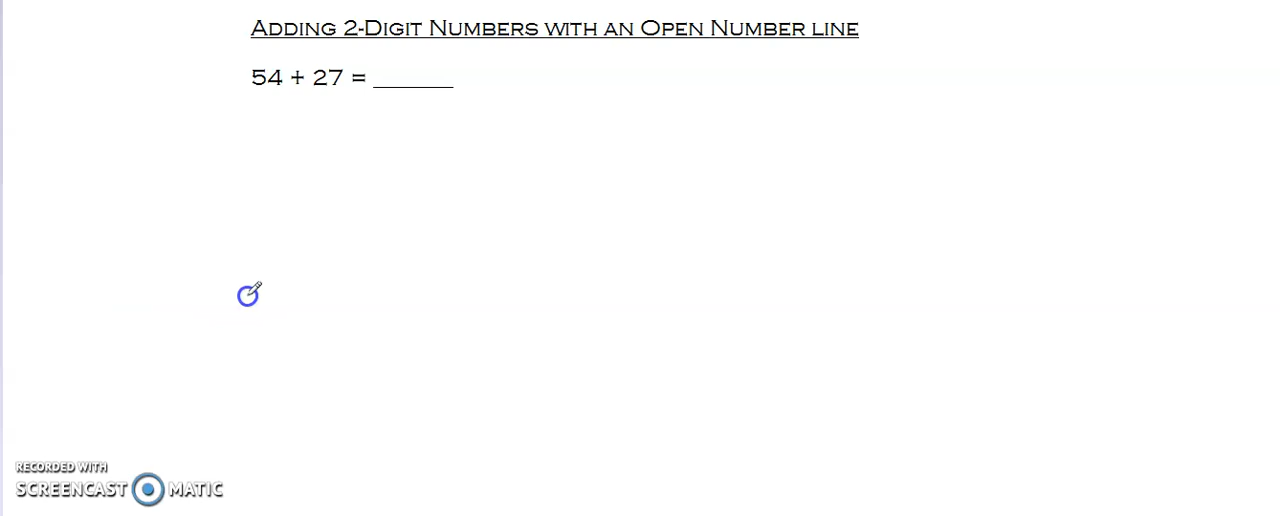 Adding 2-Digit Numbers with an Open Number line
54 + 27 = ______
RECORDED WITH
SCREENCAST MATIC